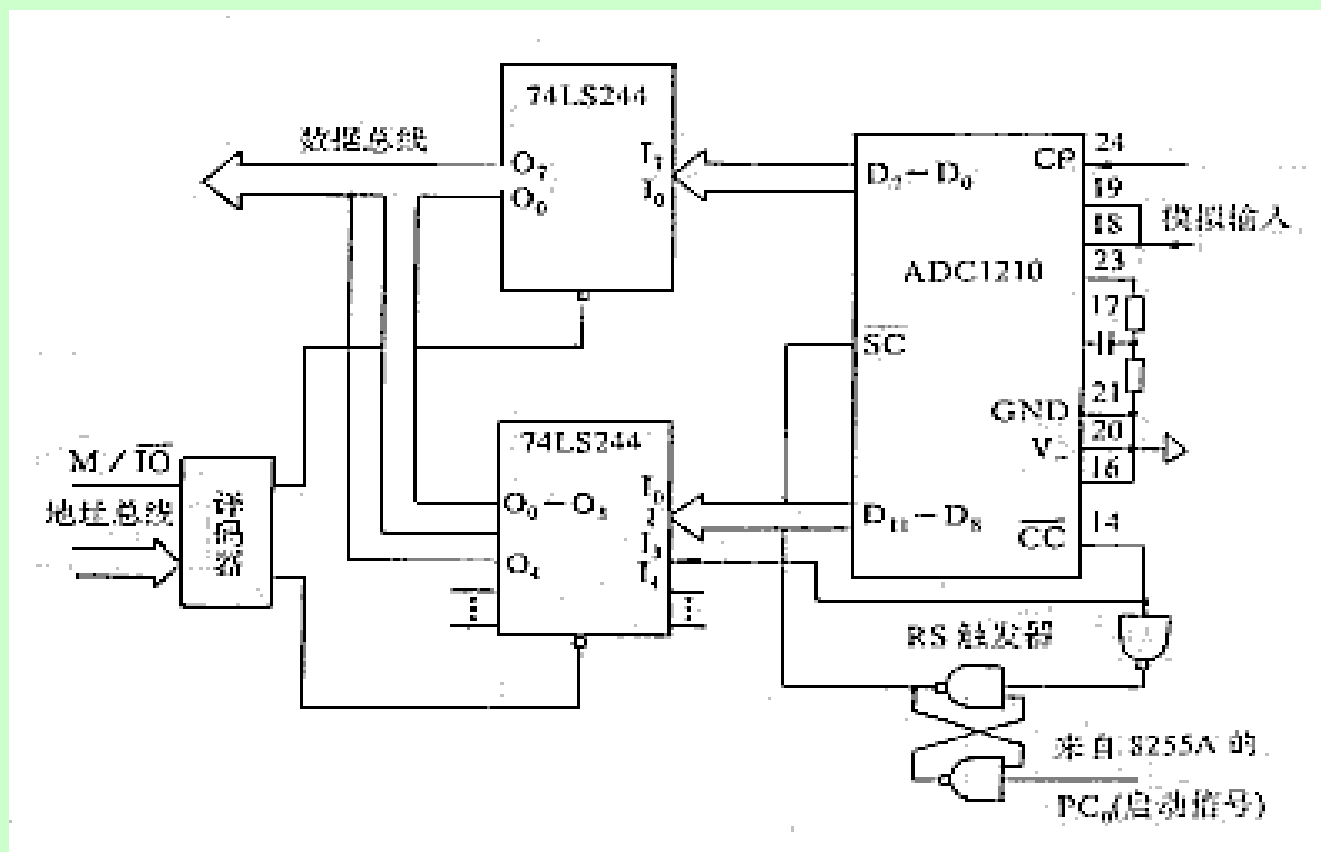 74LS244
数据总线
O7
O0
I7
I0
D7-D0
CP
24
19
18
模拟输入
ADC1210
23
17
SC
21
GND
20
V-
16
74LS244
M/IO
地址总线
译码器
O0-O3
I0
I3
O4
I4
D11-D8
14
CC
RS 触发器
来自 8255A 的
PC0(启动信号)